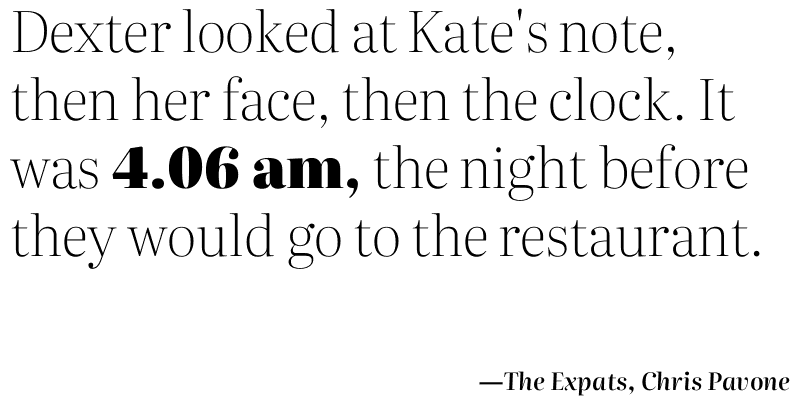 Dexter looked at Kate's note,
then her face, then the clock. It
was 4.06 am, the night before
they would go to the restaurant.
—The Expats, Chris Pavone